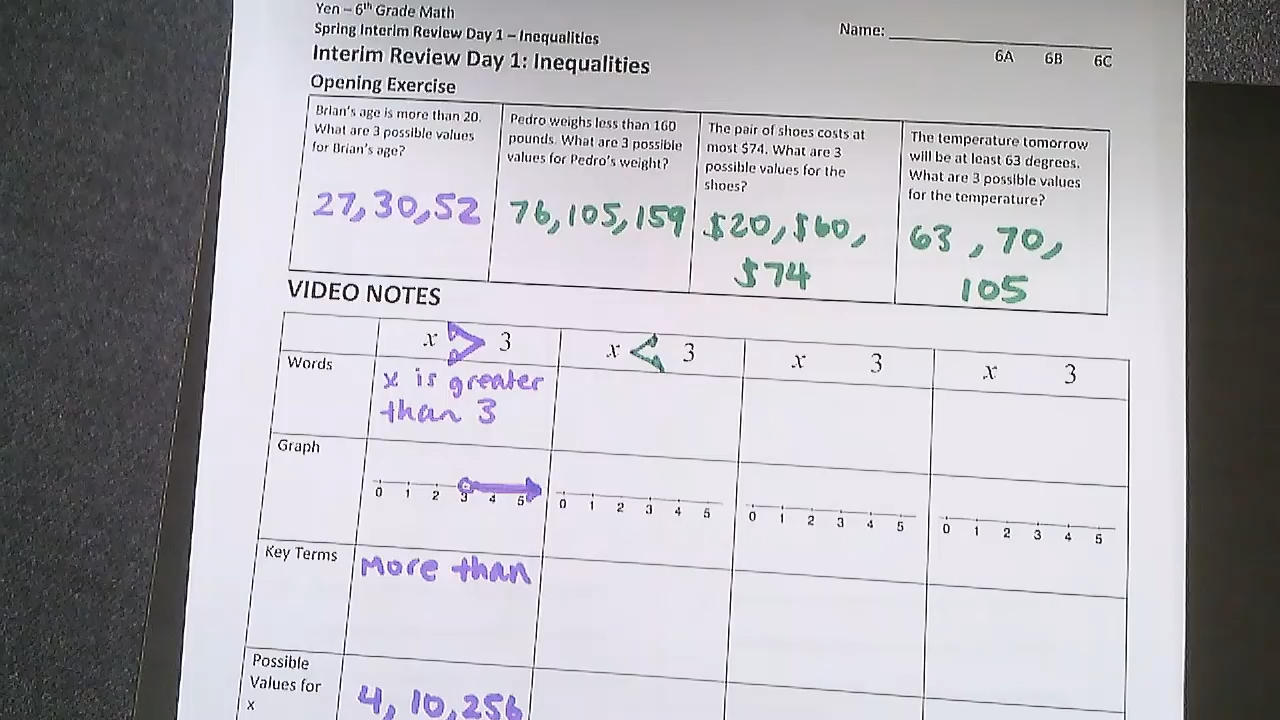 Yen – 6th Grade Math
Name: ____________________
Spring Interim Review Day 1 – Inequalities
6A 6B 6C
Interim Review Day 1: Inequalities
Opening Exercise
Brian's age is more than 20.
What are 3 possible values
for Brian's age?
27, 30, 52
Pedro weighs less than 160
pounds. What are 3 possible
values for Pedro's weight?
76, 105, 159
The pair of shoes costs at
most $74. What are 3
possible values for the
shoes?
$20, $60,
$74
The temperature tomorrow
will be at least 63 degrees.
What are 3 possible values
for the temperature?
63, 70,
105
VIDEO NOTES
x > 3
x < 3
x 3
x 3
Words
x is greater
than 3
Graph
0 1 2 3 4 5
0 1 2 3 4 5
0 1 2 3 4 5
0 1 2 3 4 5
Key Terms
More than
Possible
Values for
x
4, 10, 256